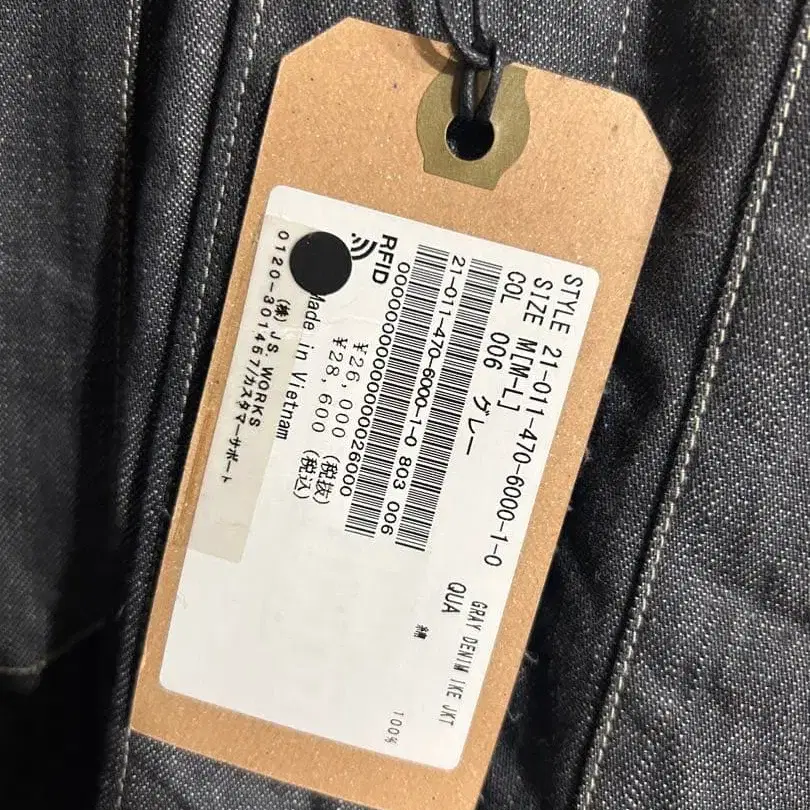 STYLE 21-011-470-6000-1-0
SIZE M[M-L]
COL 006 グレー
GRAY DENIM IKE JKT
QUA
綿 100%
21-011-470-6000-1-0 803 006
RFID
¥26,000 (税抜)
¥28,600 (税込)
Made in Vietnam
(株) JS. WORKS
0120-301457/カスタマーサポート